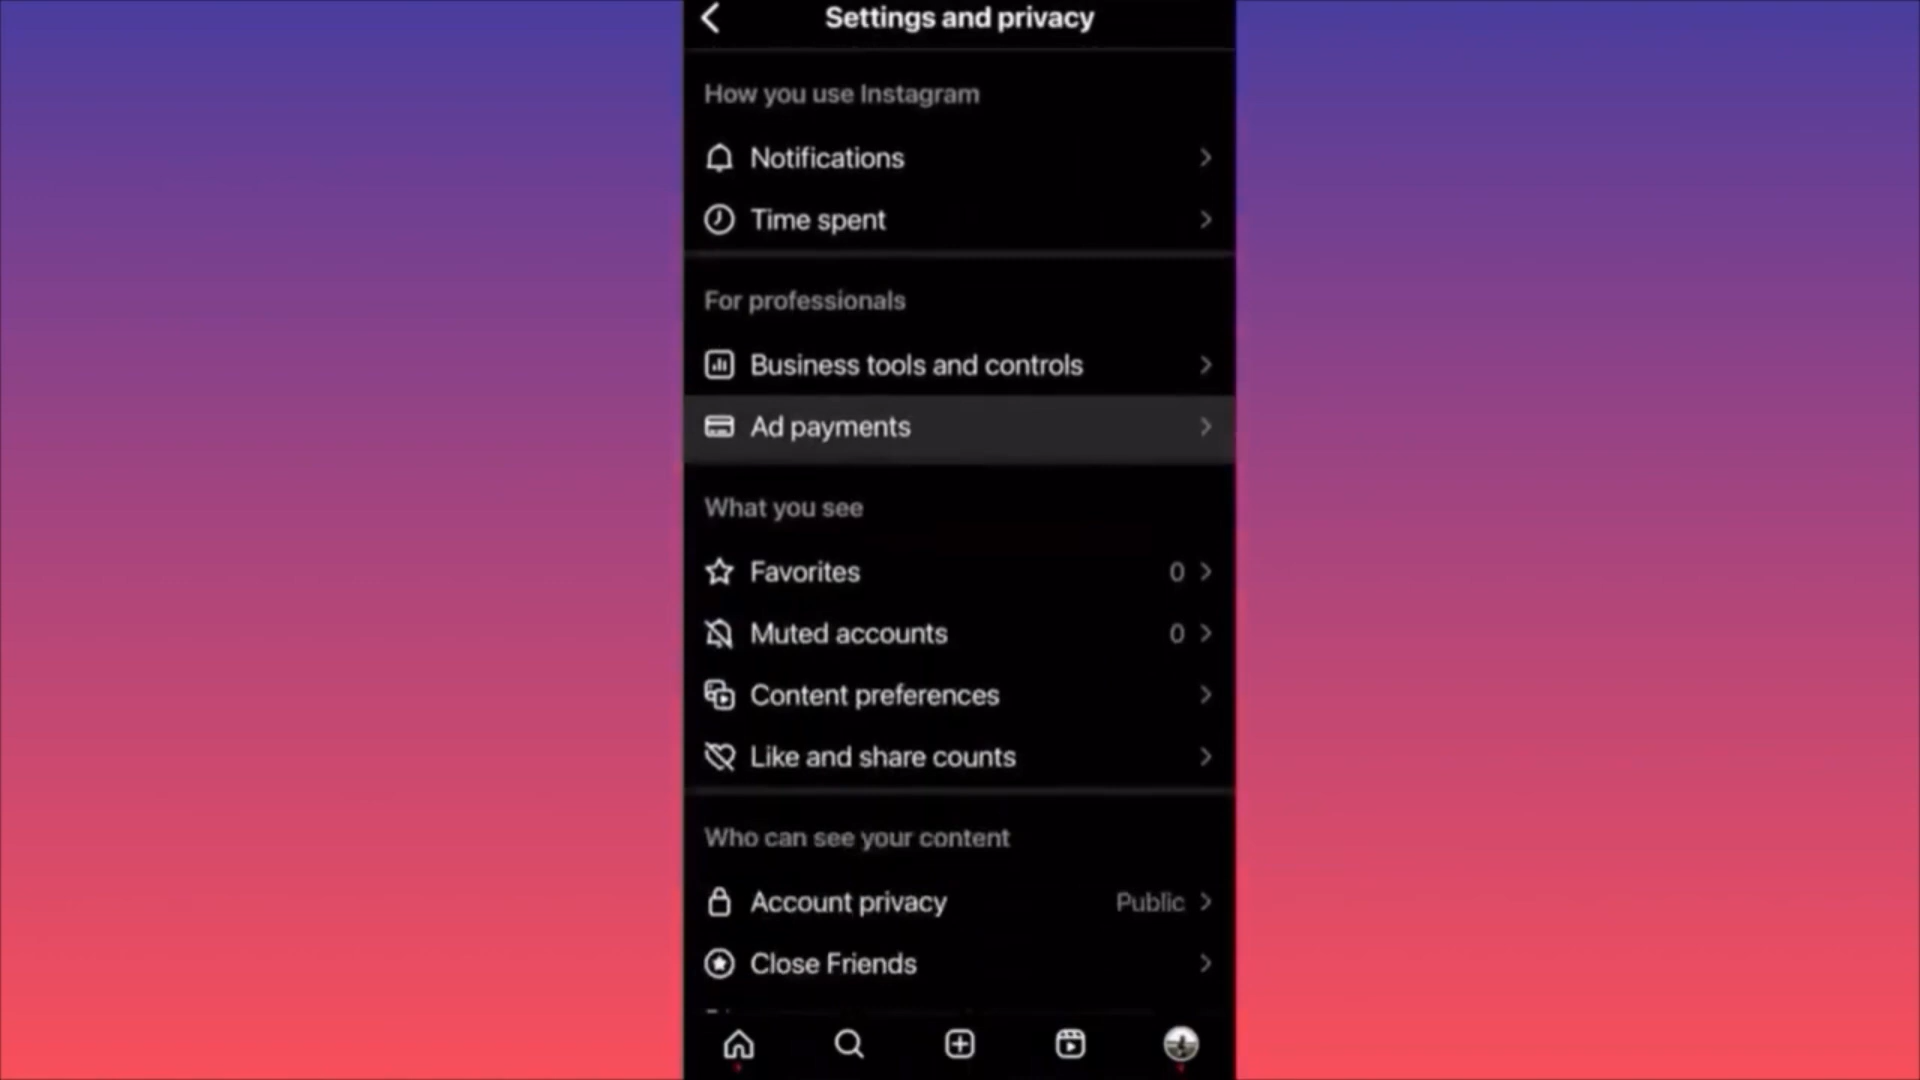 Settings and privacy
How you use Instagram
Notifications
Time spent
For professionals
Business tools and controls
Ad payments
What you see
Favorites 0
Muted accounts 0
Content preferences
Like and share counts
Who can see your content
Account privacy Public
Close Friends